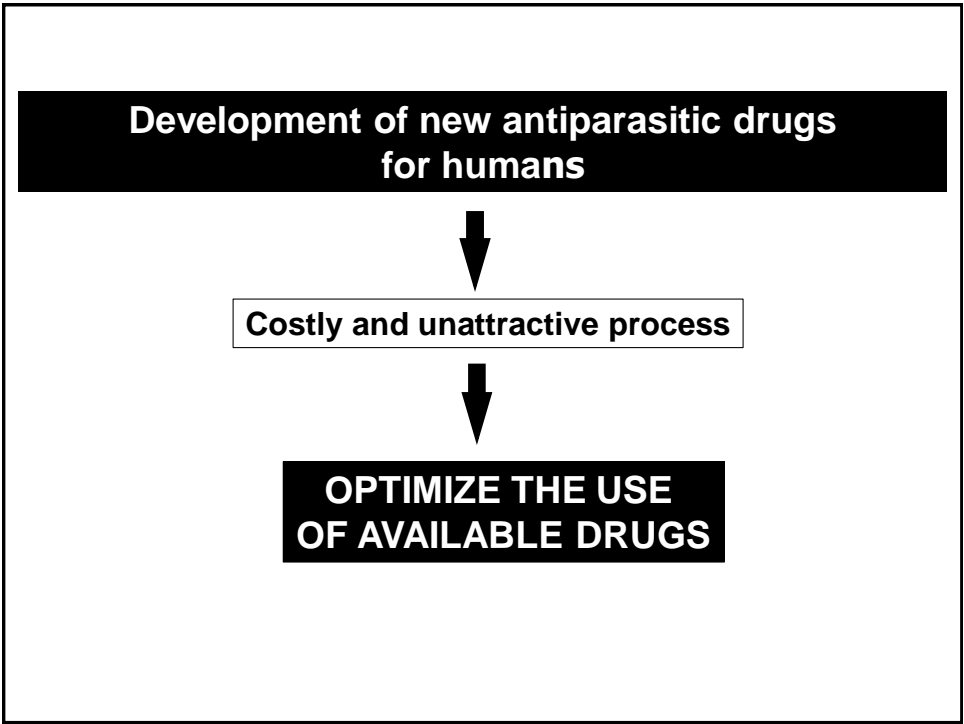 Development of new antiparasitic drugs
for humans
Costly and unattractive process
OPTIMIZE THE USE
OF AVAILABLE DRUGS